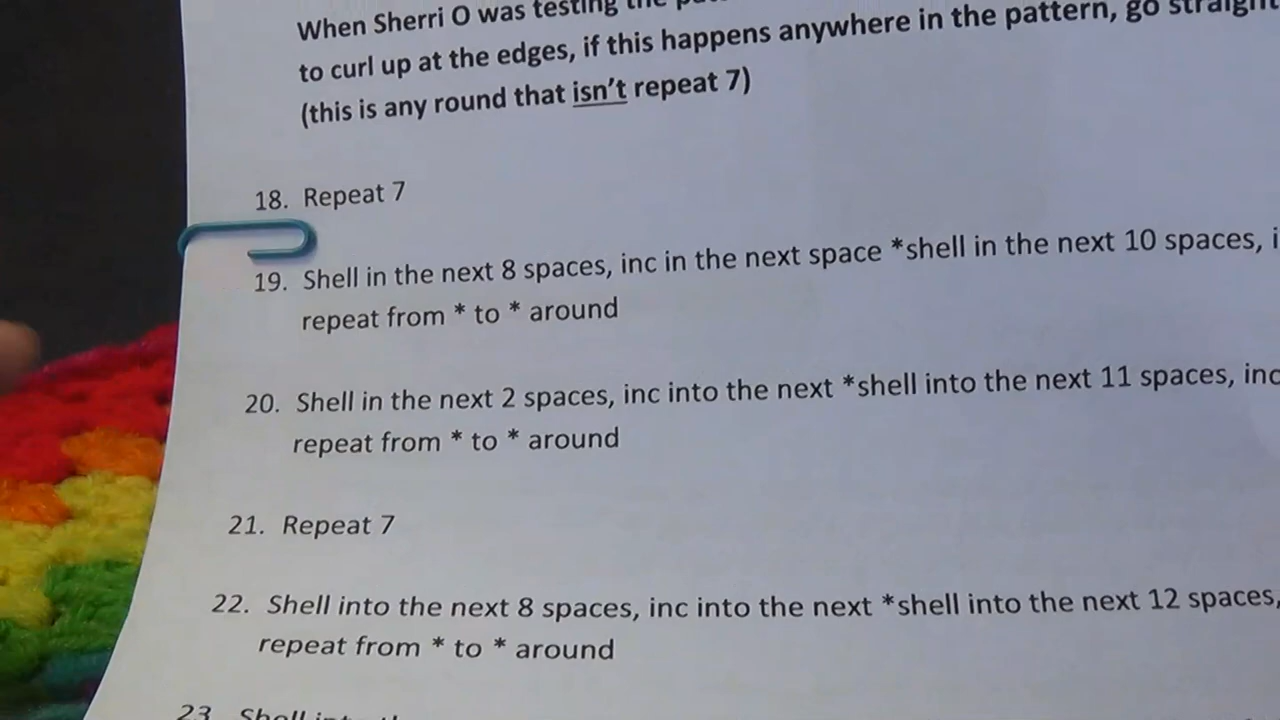 When Sherri O was testing the
to curl up at the edges, if this happens anywhere in the pattern, go straight
(this is any round that isn't repeat 7)
18. Repeat 7
19. Shell in the next 8 spaces, inc in the next space *shell in the next 10 spaces,
repeat from * to * around
20. Shell in the next 2 spaces, inc into the next *shell into the next 11 spaces, inc
repeat from * to * around
21. Repeat 7
22. Shell into the next 8 spaces, inc into the next *shell into the next 12 spaces,
repeat from * to * around
23. Shell